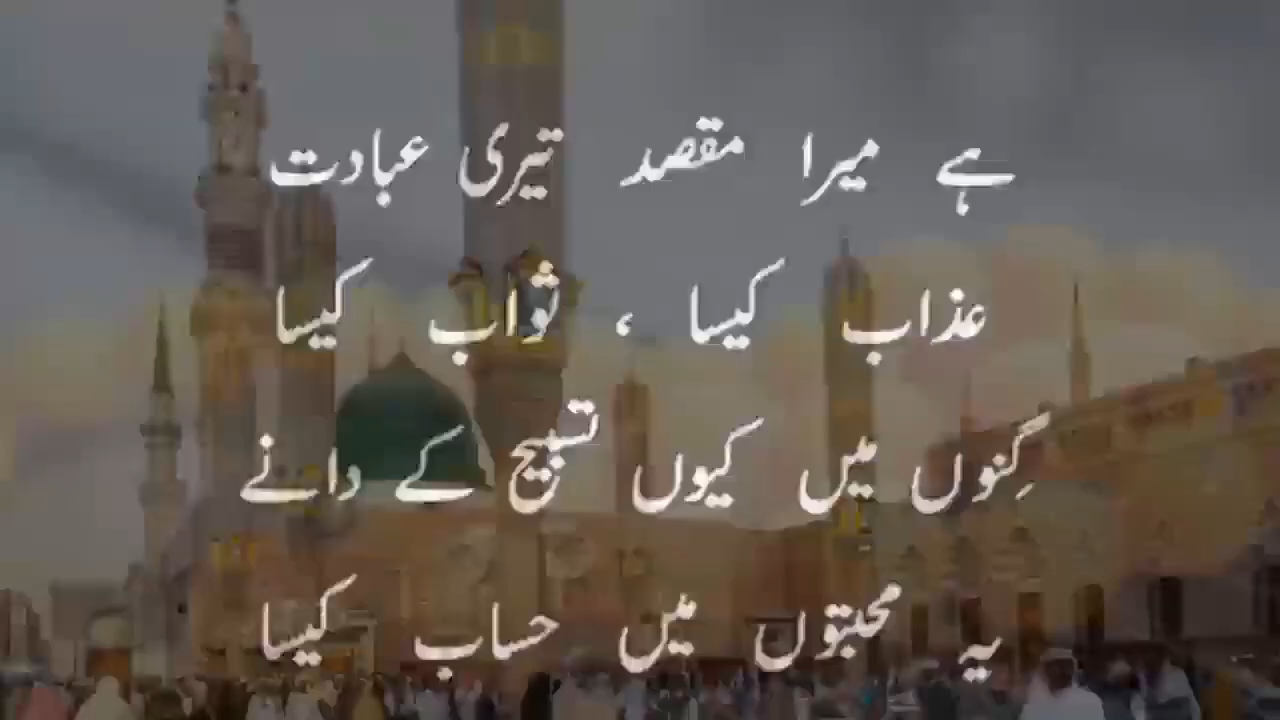 ہے میرا مقصد تیری عبادت
عذاب کیسا ، ثواب کیسا
گِنوں میں کیوں تسبیح کے دانے
یہ محبتوں میں حساب کیسا